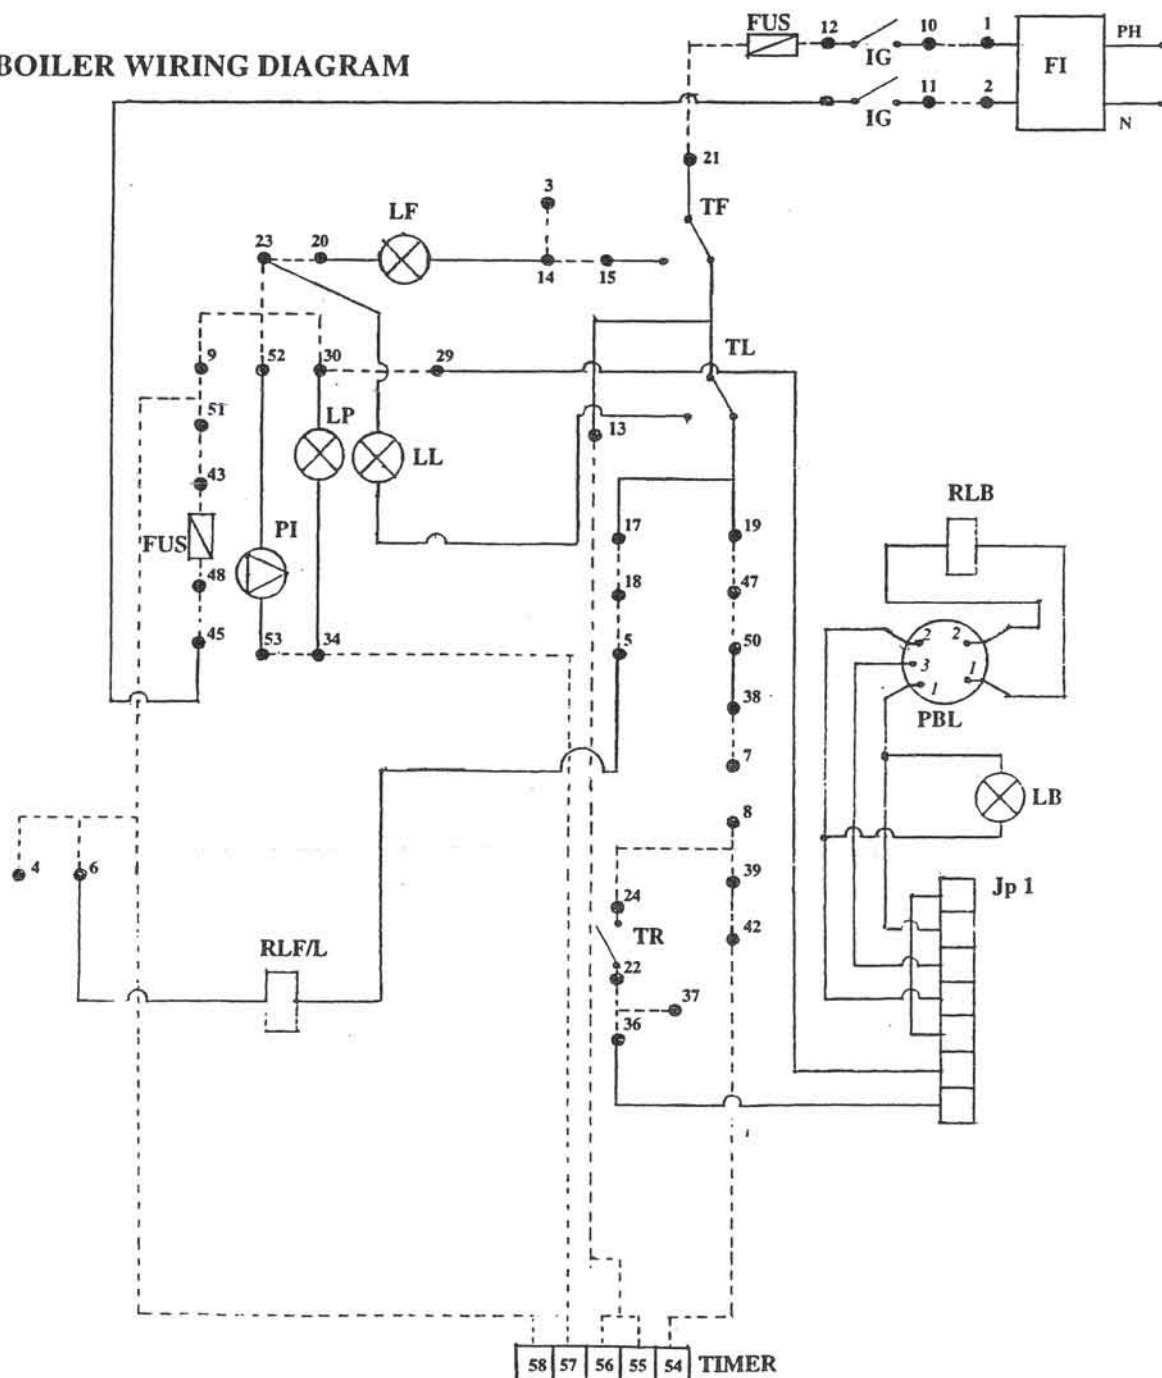 FUS 12 10 1 PH
BOILER WIRING DIAGRAM
IG FI
11 2
IG N
21
3
LF TF
23 20
14 15
9 52 30 29 TL
51 LP
13
43 LL
RLB
FUS PI 17 19
48 18 47
45 53 34 5 50
2 2
3
1 1
38 PBL
7
LB
8
4 6 39 Jp 1
24
42
RLF/L TR
22
37
36
58 57 56 55 54 TIMER